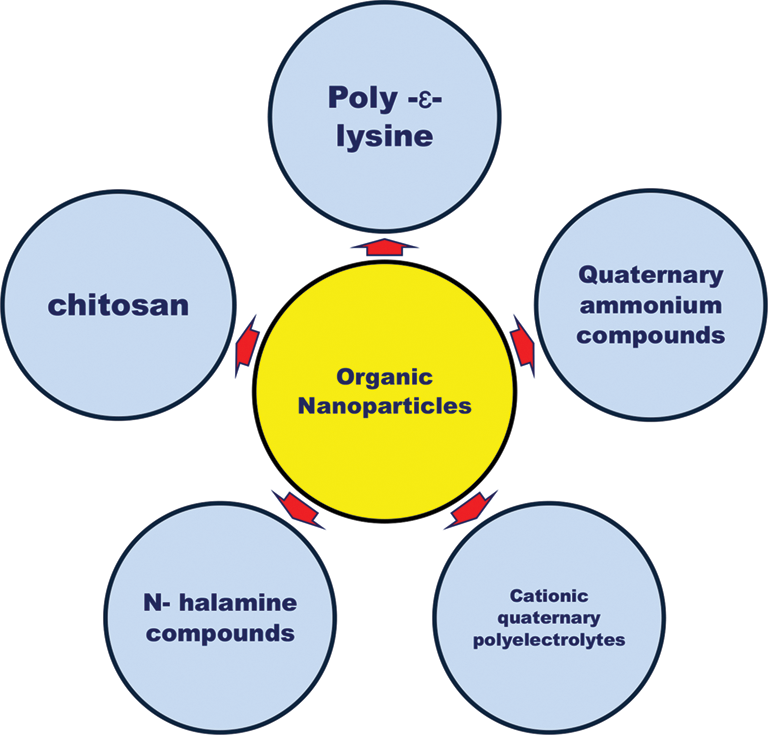 Poly -ε-
lysine
Quaternary
ammonium
compounds
chitosan
Organic
Nanoparticles
N- halamine
compounds
Cationic
quaternary
polyelectrolytes